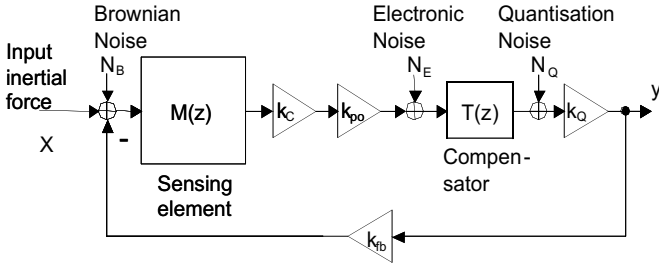 Brownian
Noise
N_B
Electronic
Noise
N_E
Quantisation
Noise
N_Q
Input
inertial
force
X
-
M(z)
k_C
k_po
T(z)
k_Q
y
Sensing
element
Compen-
sator
k_fb